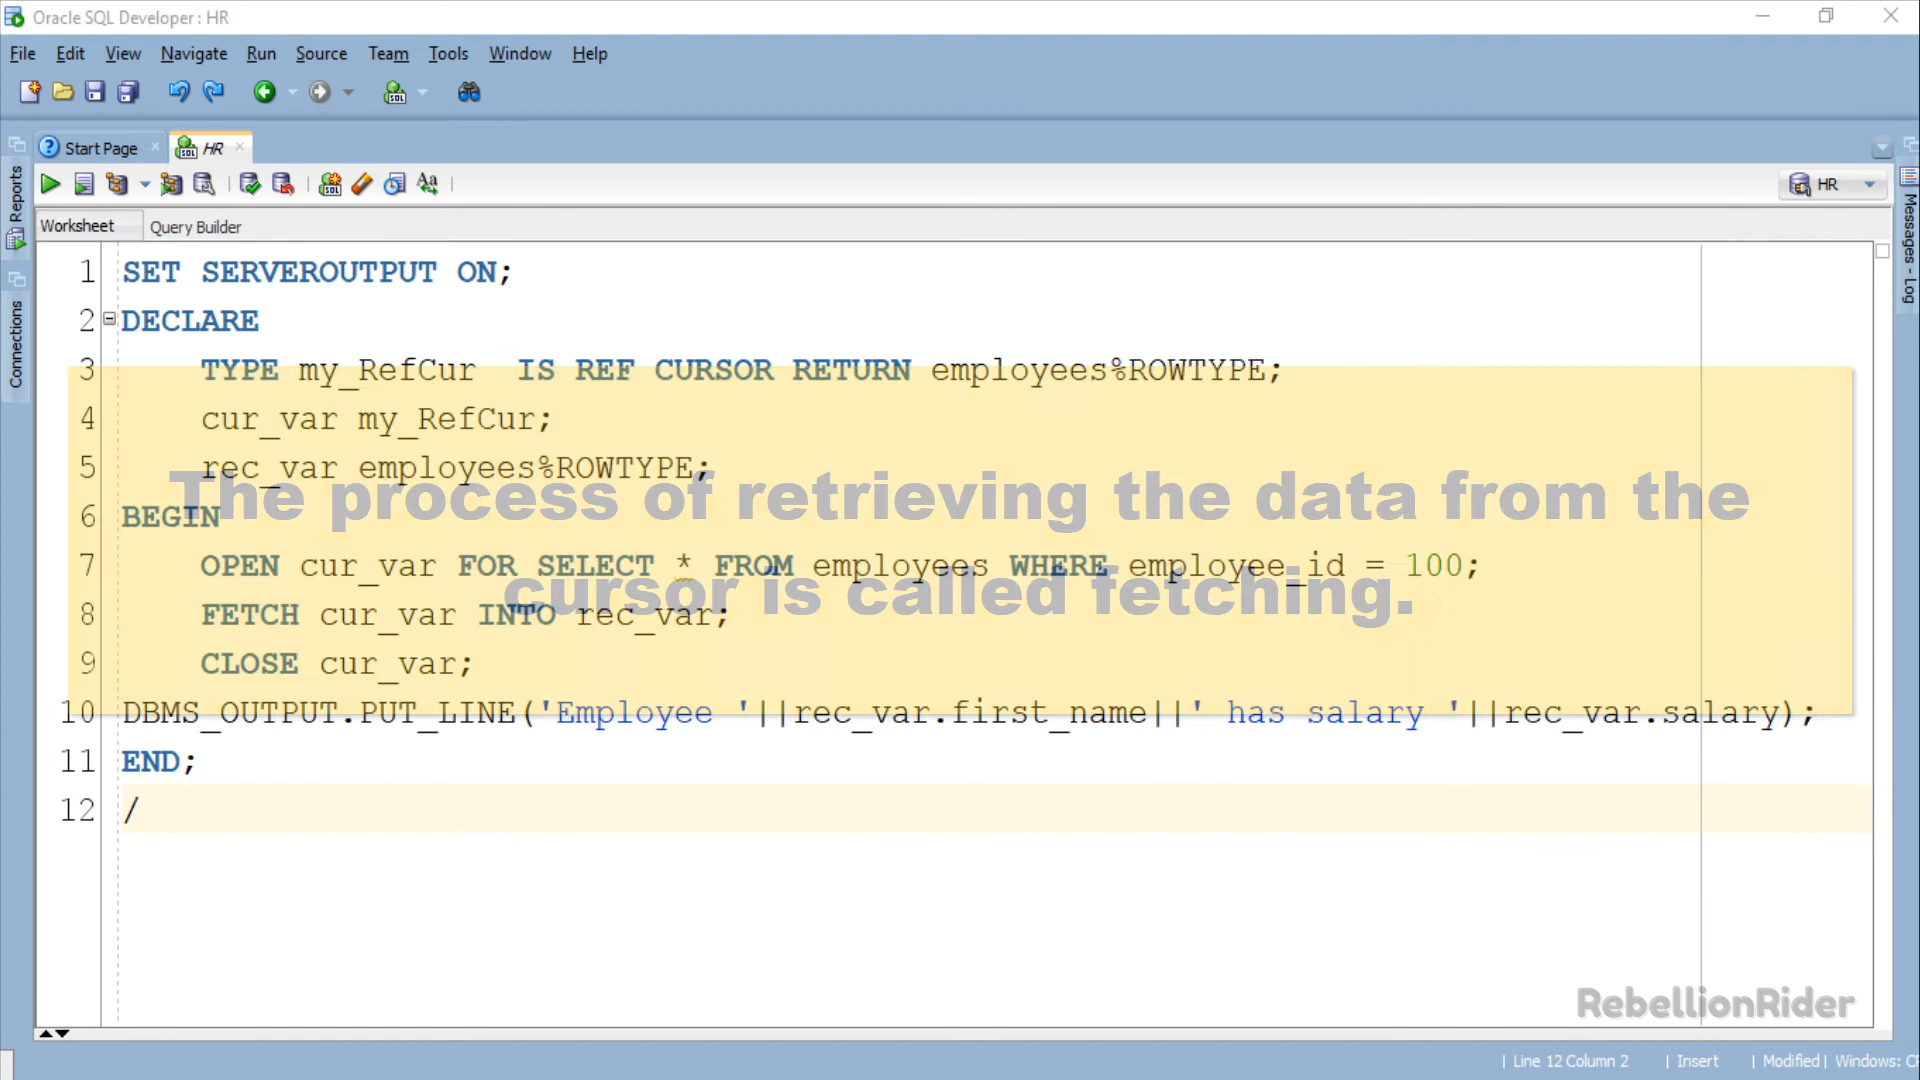 Oracle SQL Developer : HR
File Edit View Navigate Run Source Team Tools Window Help
Start Page
HR
HR
Reports
Connections
Messages - Log
Worksheet Query Builder
1 SET SERVEROUTPUT ON;
2 DECLARE
3 TYPE my_RefCur IS REF CURSOR RETURN employees%ROWTYPE;
4 cur_var my_RefCur;
5 rec_var employees%ROWTYPE;
The process of retrieving the data from the
6 BEGIN
7 OPEN cur_var FOR SELECT * FROM employees WHERE employee_id = 100;
cursor is called fetching.
8 FETCH cur_var INTO rec_var;
9 CLOSE cur_var;
10 DBMS_OUTPUT.PUT_LINE('Employee '||rec_var.first_name||' has salary '||rec_var.salary);
11 END;
12 /
RebellionRider
Line 12 Column 2 | Insert | Modified | Windows: